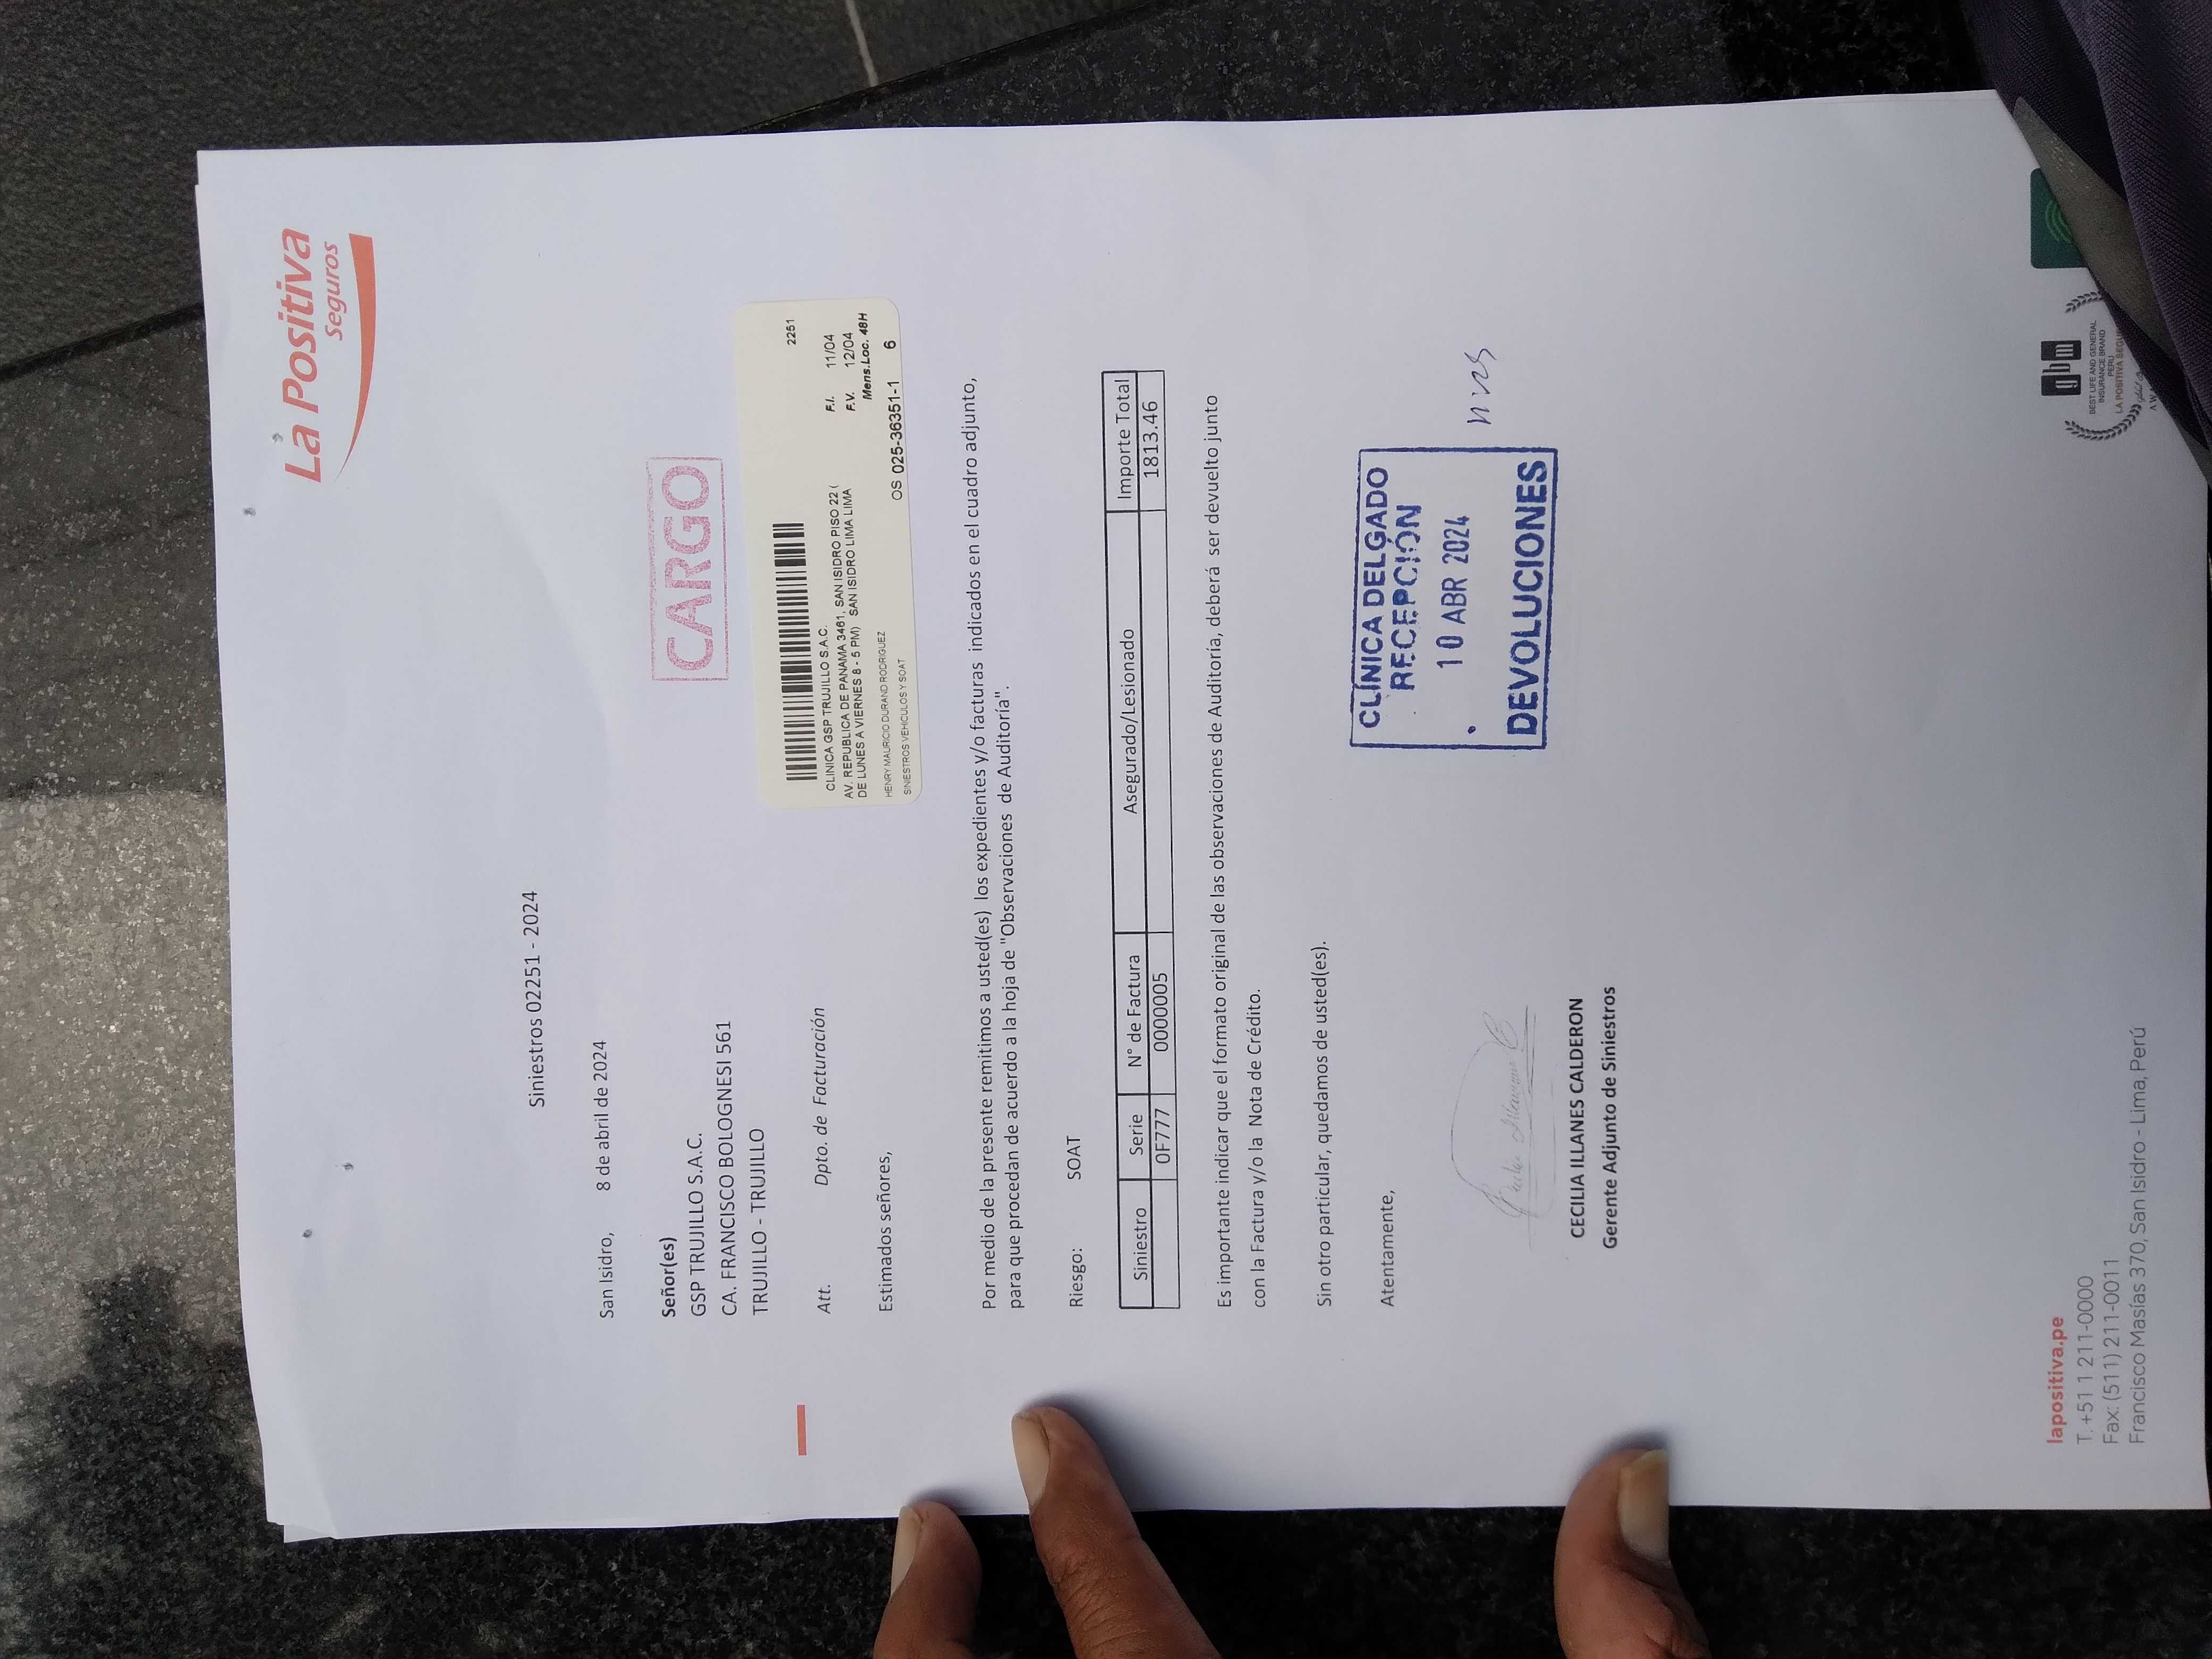 La Positiva
Seguros
Siniestros 02251 - 2024
San Isidro, 8 de abril de 2024
CARGO
Señor(es)
GSP TRUJILLO S.A.C.
CA. FRANCISCO BOLOGNESI 561
TRUJILLO - TRUJILLO
2251
CLINICA GSP TRUJILLO S.A.C.
F.I. 11/04
AV. REPUBLICA DE PANAMA 3461, SAN ISIDRO PISO 22 (
F.V. 12/04
DE LUNES A VIERNES 8 - 5 PM) SAN ISIDRO LIMA LIMA
Mens.Loc. 48H
HENRY MAURICIO DURAND RODRIGUEZ
OS 025-36351-1 6
SINIESTROS VEHICULOS Y SOAT
Att. Dpto. de Facturación
Estimados señores,
Por medio de la presente remitimos a usted(es) los expedientes y/o facturas indicados en el cuadro adjunto,
para que procedan de acuerdo a la hoja de "Observaciones de Auditoría".
Riesgo: SOAT
Siniestro Serie N° de Factura Asegurado/Lesionado Importe Total
0F777 0000005 1813.46
Es importante indicar que el formato original de las observaciones de Auditoría, deberá ser devuelto junto
con la Factura y/o la Nota de Crédito.
Sin otro particular, quedamos de usted(es).
Atentamente,
CLÍNICA DELGADO
RECEPCIÓN
10 ABR 2024
DEVOLUCIONES
CECILIA ILLANES CALDERON
Gerente Adjunto de Siniestros
lapositiva.pe
T. +51 1 211-0000
Fax: (511) 211-0011
Francisco Masías 370, San Isidro - Lima, Perú
gbm
BEST LIFE AND GENERAL
INSURANCE BRAND
PERU